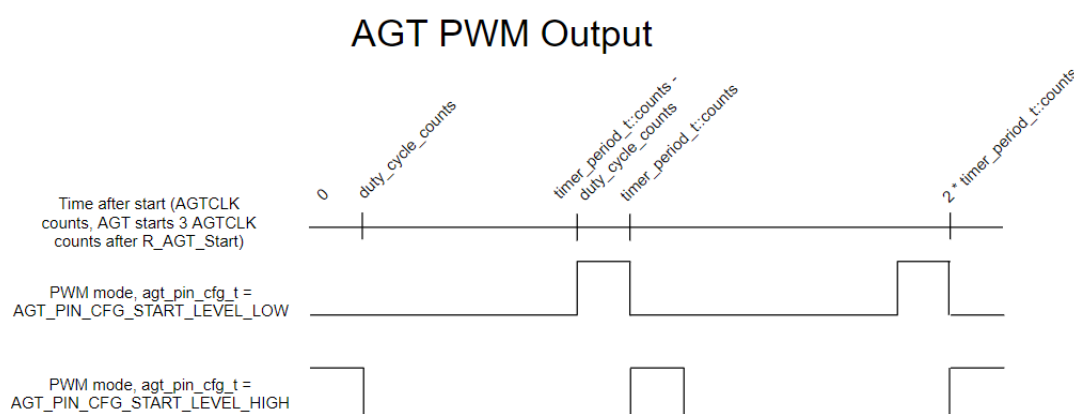 AGT PWM Output
0
duty_cycle_counts
timer_period_t::counts -
duty_cycle_counts
timer_period_t::counts
2 * timer_period_t::counts
Time after start (AGTCLK
counts, AGT starts 3 AGTCLK
counts after R_AGT_Start)
PWM mode, agt_pin_cfg_t =
AGT_PIN_CFG_START_LEVEL_LOW
PWM mode, agt_pin_cfg_t =
AGT_PIN_CFG_START_LEVEL_HIGH